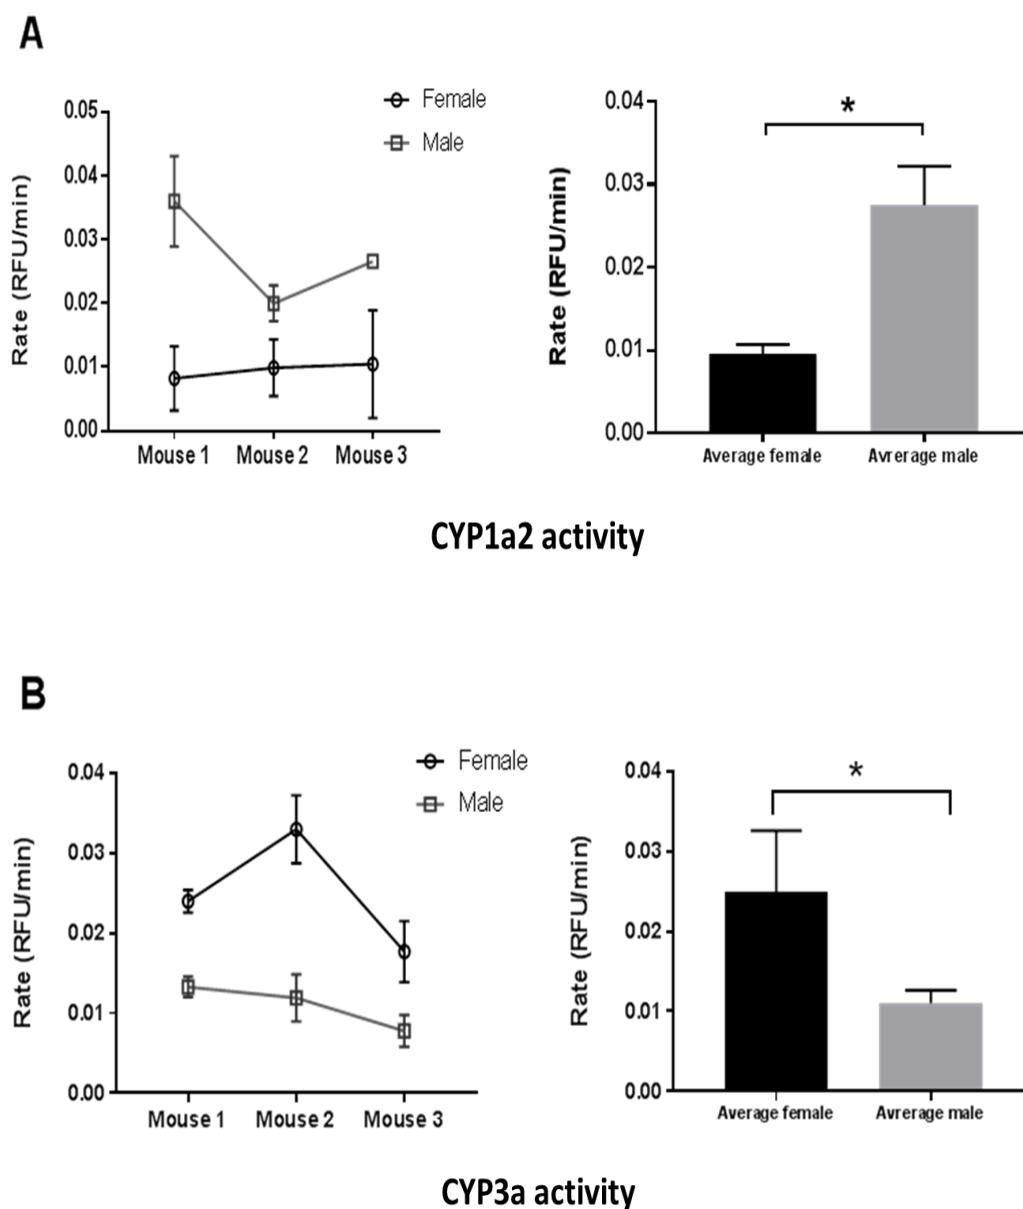 A
Female
Male
Rate (RFU/min)
0.05
0.04
0.03
0.02
0.01
0.00
Mouse 1 Mouse 2 Mouse 3
*
Rate (RFU/min)
0.04
0.03
0.02
0.01
0.00
Average female Avrerage male
CYP1a2 activity
B
Female
Male
Rate (RFU/min)
0.04
0.03
0.02
0.01
0.00
Mouse 1 Mouse 2 Mouse 3
*
Rate (RFU/min)
0.04
0.03
0.02
0.01
0.00
Average female Avrerage male
CYP3a activity